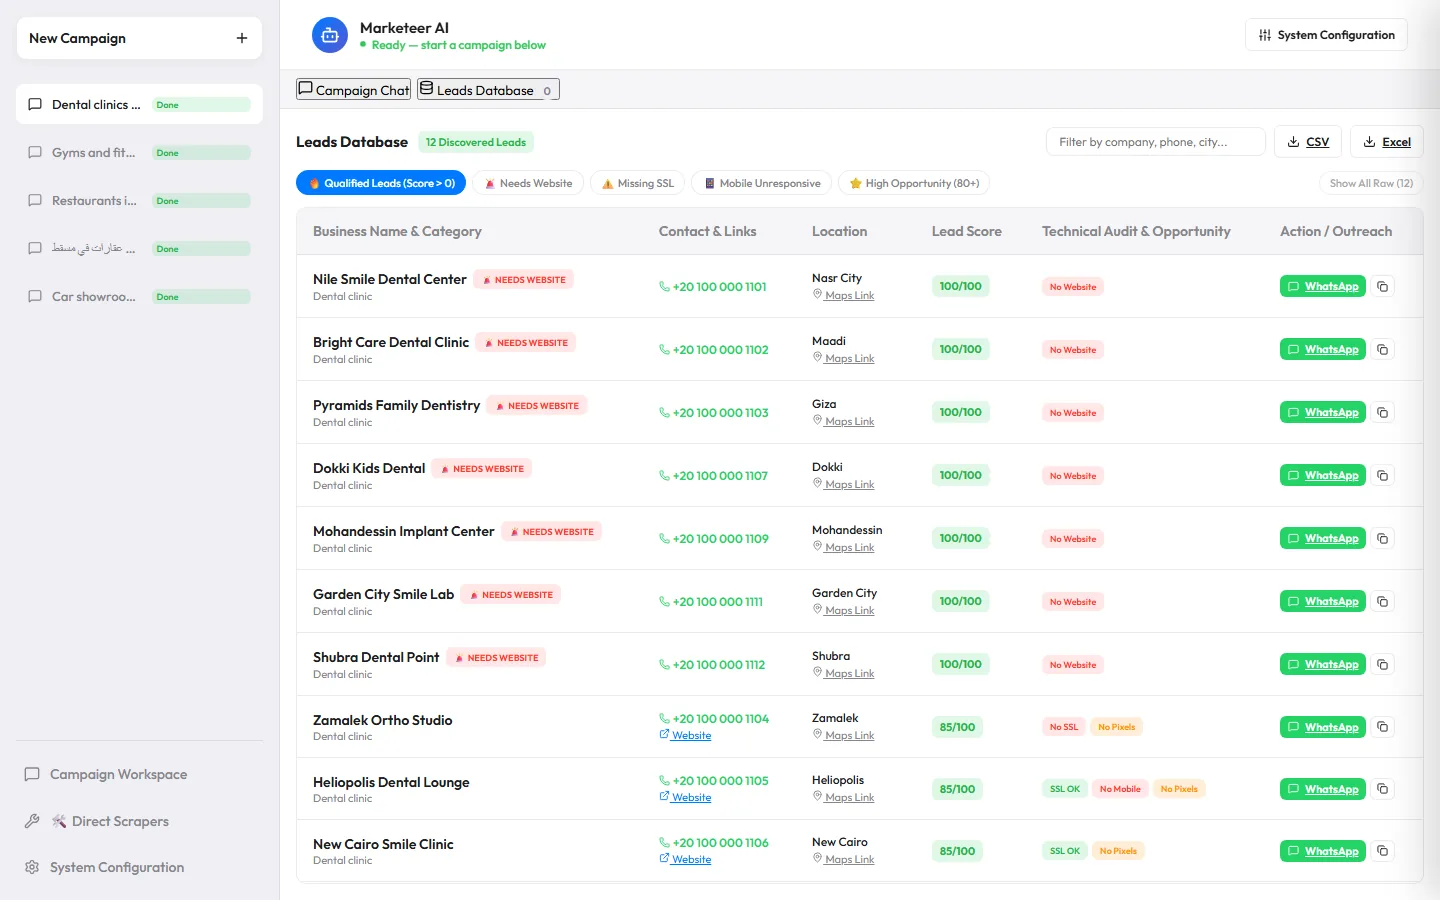 New Campaign +
Dental clinics ... Done
Gyms and fit... Done
Restaurants i... Done
عقارات في مسقط ... Done
Car showroo... Done
Campaign Workspace
Direct Scrapers
System Configuration
Marketeer AI
Ready — start a campaign below
System Configuration
Campaign Chat
Leads Database 0
Leads Database 12 Discovered Leads
Filter by company, phone, city...
CSV
Excel
Qualified Leads (Score > 0)
Needs Website
Missing SSL
Mobile Unresponsive
High Opportunity (80+)
Show All Raw (12)
Business Name & Category Contact & Links Location Lead Score Technical Audit & Opportunity Action / Outreach
Nile Smile Dental Center NEEDS WEBSITE
Dental clinic
+20 100 000 1101
Nasr City
Maps Link
100/100
No Website
WhatsApp
Bright Care Dental Clinic NEEDS WEBSITE
Dental clinic
+20 100 000 1102
Maadi
Maps Link
100/100
No Website
WhatsApp
Pyramids Family Dentistry NEEDS WEBSITE
Dental clinic
+20 100 000 1103
Giza
Maps Link
100/100
No Website
WhatsApp
Dokki Kids Dental NEEDS WEBSITE
Dental clinic
+20 100 000 1107
Dokki
Maps Link
100/100
No Website
WhatsApp
Mohandessin Implant Center NEEDS WEBSITE
Dental clinic
+20 100 000 1109
Mohandessin
Maps Link
100/100
No Website
WhatsApp
Garden City Smile Lab NEEDS WEBSITE
Dental clinic
+20 100 000 1111
Garden City
Maps Link
100/100
No Website
WhatsApp
Shubra Dental Point NEEDS WEBSITE
Dental clinic
+20 100 000 1112
Shubra
Maps Link
100/100
No Website
WhatsApp
Zamalek Ortho Studio
Dental clinic
+20 100 000 1104
Website
Zamalek
Maps Link
85/100
No SSL No Pixels
WhatsApp
Heliopolis Dental Lounge
Dental clinic
+20 100 000 1105
Website
Heliopolis
Maps Link
85/100
SSL OK No Mobile No Pixels
WhatsApp
New Cairo Smile Clinic
Dental clinic
+20 100 000 1106
Website
New Cairo
Maps Link
85/100
SSL OK No Pixels
WhatsApp